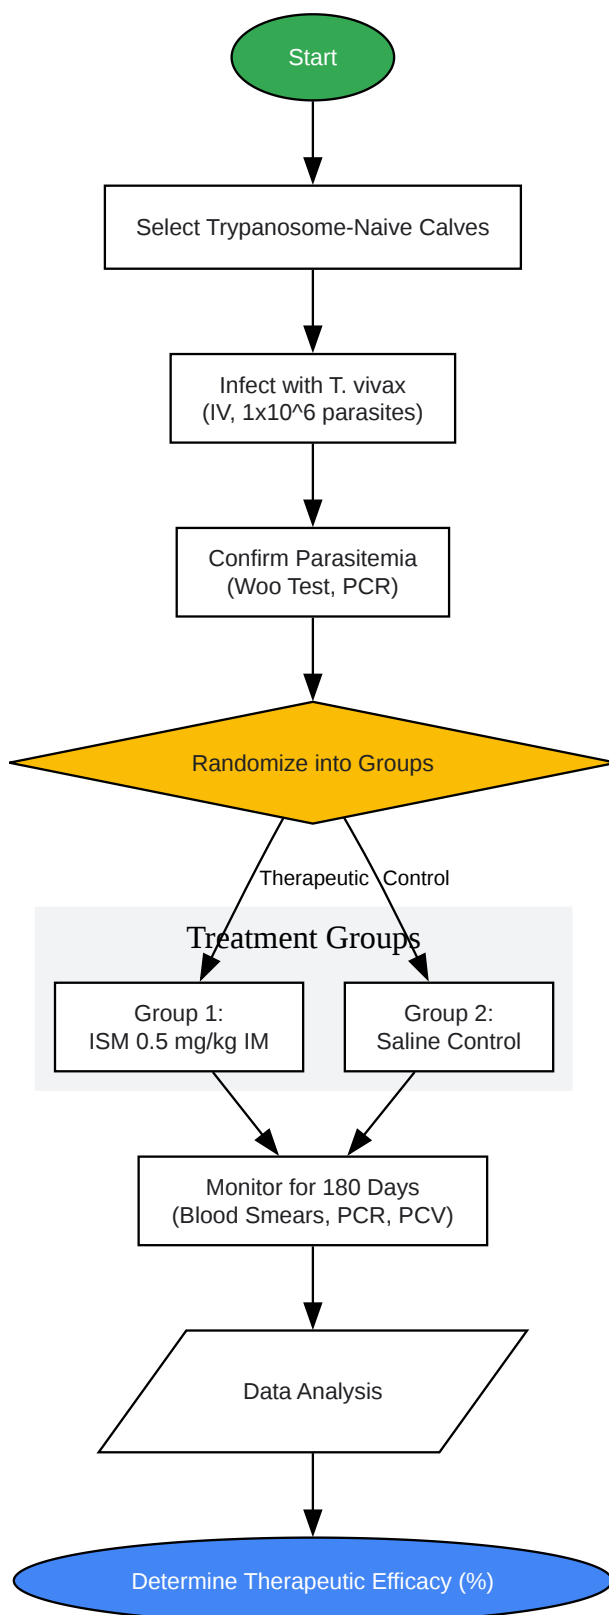 Start
Select Trypanosome-Naive Calves
Infect with T. vivax
(IV, 1x10^6 parasites)
Confirm Parasitemia
(Woo Test, PCR)
Randomize into Groups
Therapeutic
Control
Treatment Groups
Group 1:
ISM 0.5 mg/kg IM
Group 2:
Saline Control
Monitor for 180 Days
(Blood Smears, PCR, PCV)
Data Analysis
Determine Therapeutic Efficacy (%)